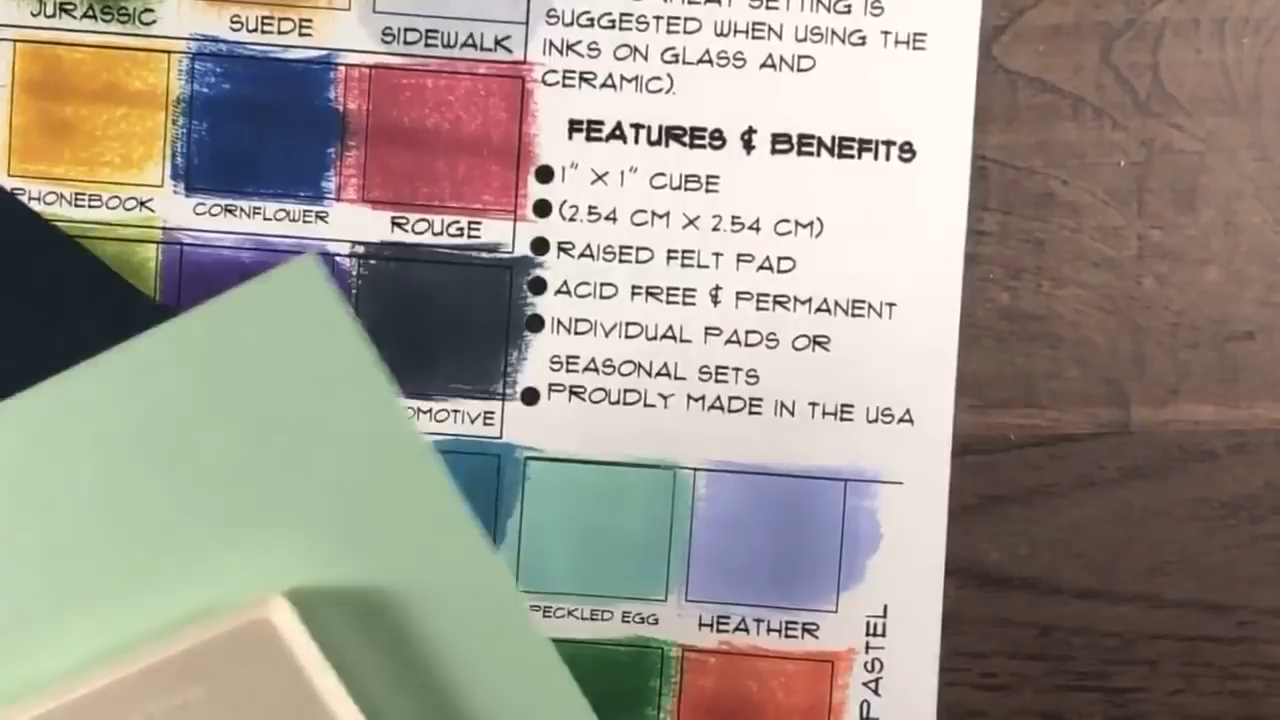 JURASSIC
SUEDE
SIDEWALK
SETTING IS
SUGGESTED WHEN USING THE
INKS ON GLASS AND
CERAMIC).
FEATURES & BENEFITS
1" X 1" CUBE
(2.54 CM X 2.54 CM)
RAISED FELT PAD
ACID FREE & PERMANENT
INDIVIDUAL PADS OR
SEASONAL SETS
PROUDLY MADE IN THE USA
PHONEBOOK
CORNFLOWER
ROUGE
OMOTIVE
PECKLED EGG
HEATHER
PASTEL